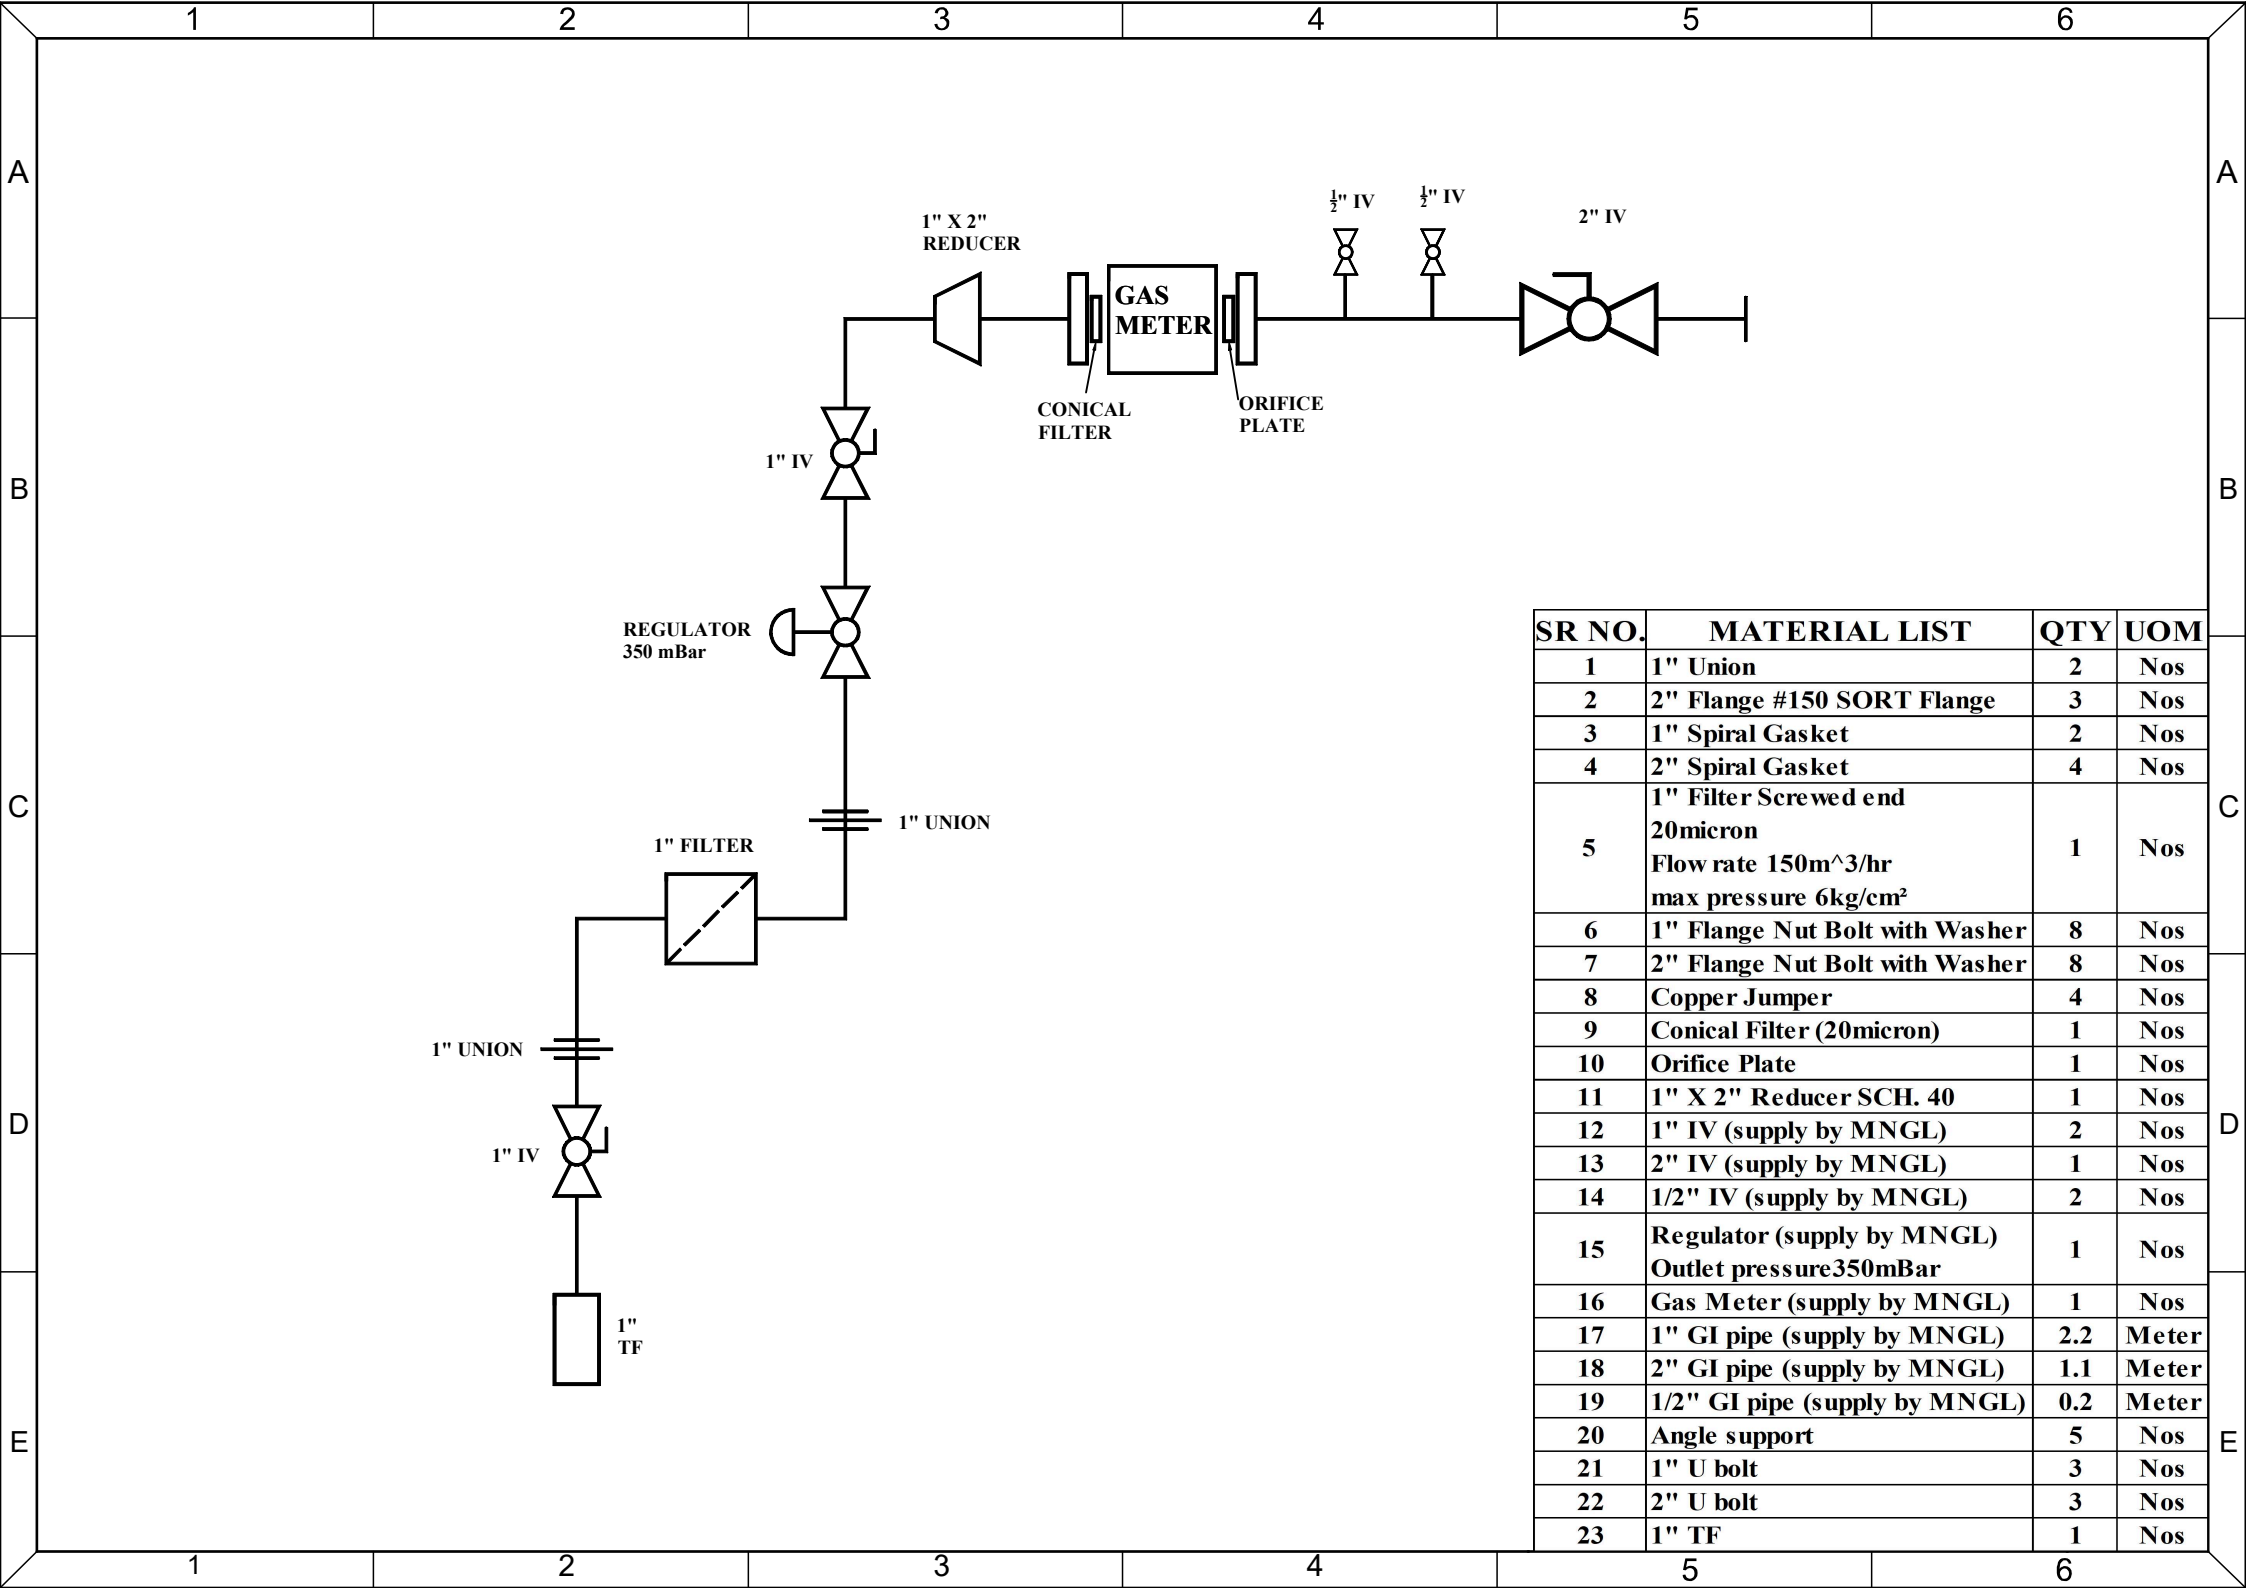 1 2 3 4 5 6
A A
½" IV ½" IV 2" IV
1" X 2"
REDUCER
GAS
METER
CONICAL
FILTER
ORIFICE
PLATE
1" IV
B B
REGULATOR
350 mBar
1" UNION
C C
1" FILTER
1" UNION
D D
1" IV
1"
TF
E E
SR NO. MATERIAL LIST QTY UOM
1 1" Union 2 Nos
2 2" Flange #150 SORT Flange 3 Nos
3 1" Spiral Gasket 2 Nos
4 2" Spiral Gasket 4 Nos
5 1" Filter Screwed end
20micron
Flow rate 150m^3/hr
max pressure 6kg/cm²
1 Nos
6 1" Flange Nut Bolt with Washer 8 Nos
7 2" Flange Nut Bolt with Washer 8 Nos
8 Copper Jumper 4 Nos
9 Conical Filter (20micron) 1 Nos
10 Orifice Plate 1 Nos
11 1" X 2" Reducer SCH. 40 1 Nos
12 1" IV (supply by MNGL) 2 Nos
13 2" IV (supply by MNGL) 1 Nos
14 1/2" IV (supply by MNGL) 2 Nos
15 Regulator (supply by MNGL)
Outlet pressure350mBar
1 Nos
16 Gas Meter (supply by MNGL) 1 Nos
17 1" GI pipe (supply by MNGL) 2.2 Meter
18 2" GI pipe (supply by MNGL) 1.1 Meter
19 1/2" GI pipe (supply by MNGL) 0.2 Meter
20 Angle support 5 Nos
21 1" U bolt 3 Nos
22 2" U bolt 3 Nos
23 1" TF 1 Nos
1 2 3 4 5 6